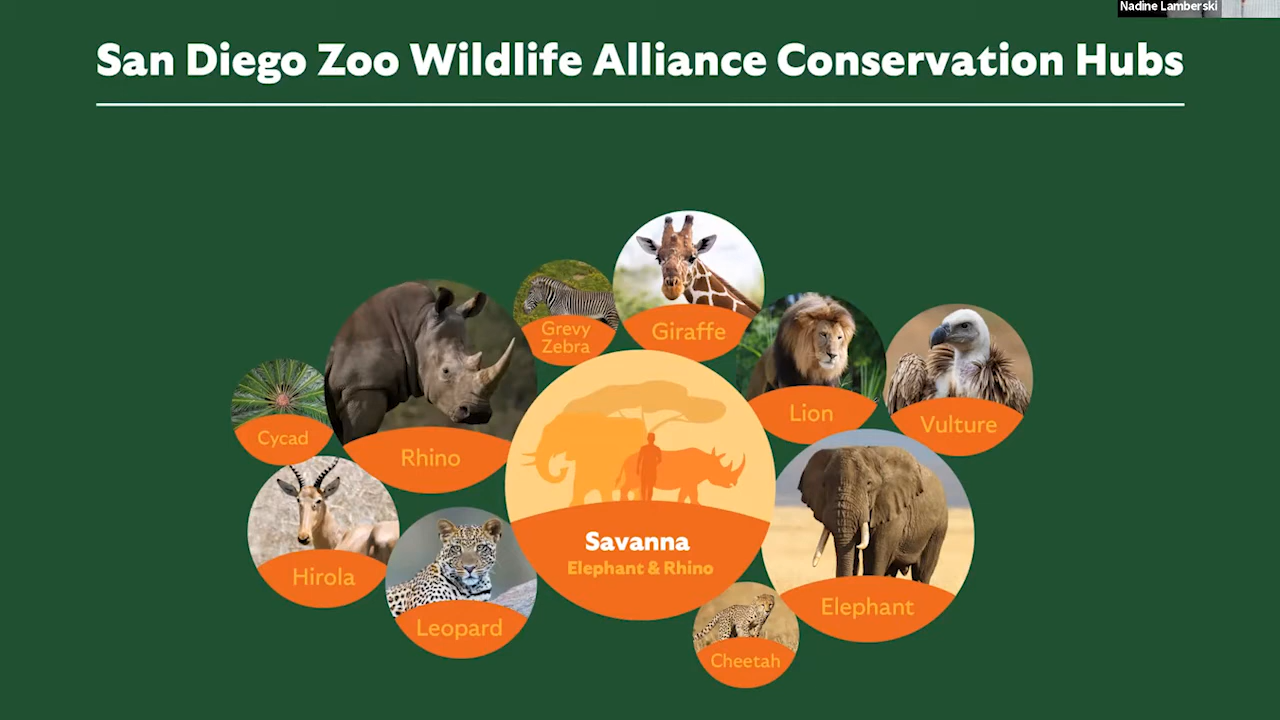 Nadine Lamberski
San Diego Zoo Wildlife Alliance Conservation Hubs
Grevy
Zebra
Giraffe
Lion
Vulture
Cycad
Rhino
Savanna
Elephant & Rhino
Hirola
Leopard
Elephant
Cheetah